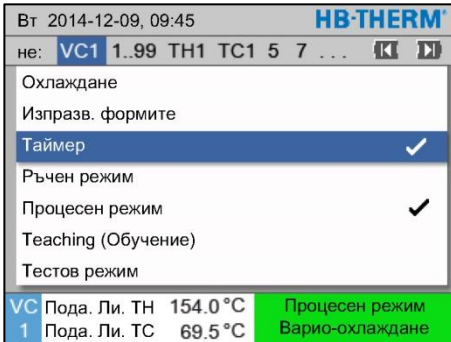 Вт 2014-12-09, 09:45 HB-THERM®
не: VC1 1..99 TH1 TC1 5 7 ...
Охлаждане
Изпразв. формите
Таймер
Ръчен режим
Процесен режим
Teaching (Обучение)
Тестов режим
VC Пода. Ли. TH 154.0 °C Процесен режим
1 Пода. Ли. TC 69.5 °C Варио-охлаждане